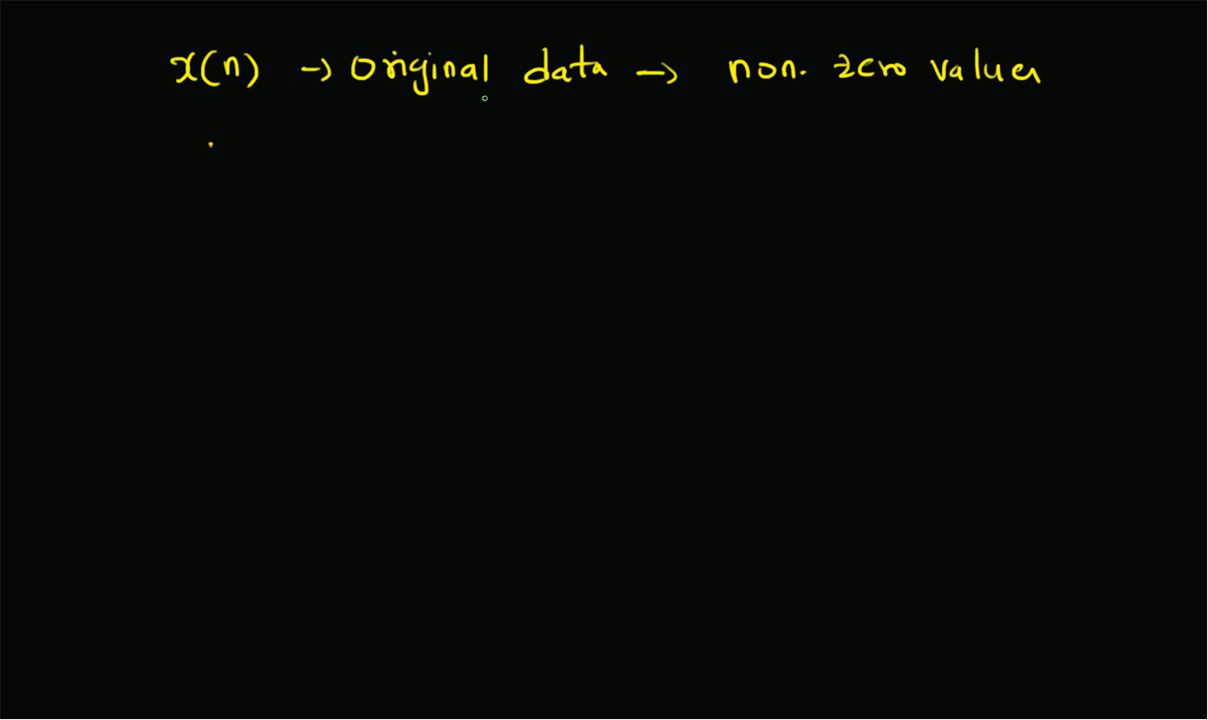 x(n) → original data → non. zero values